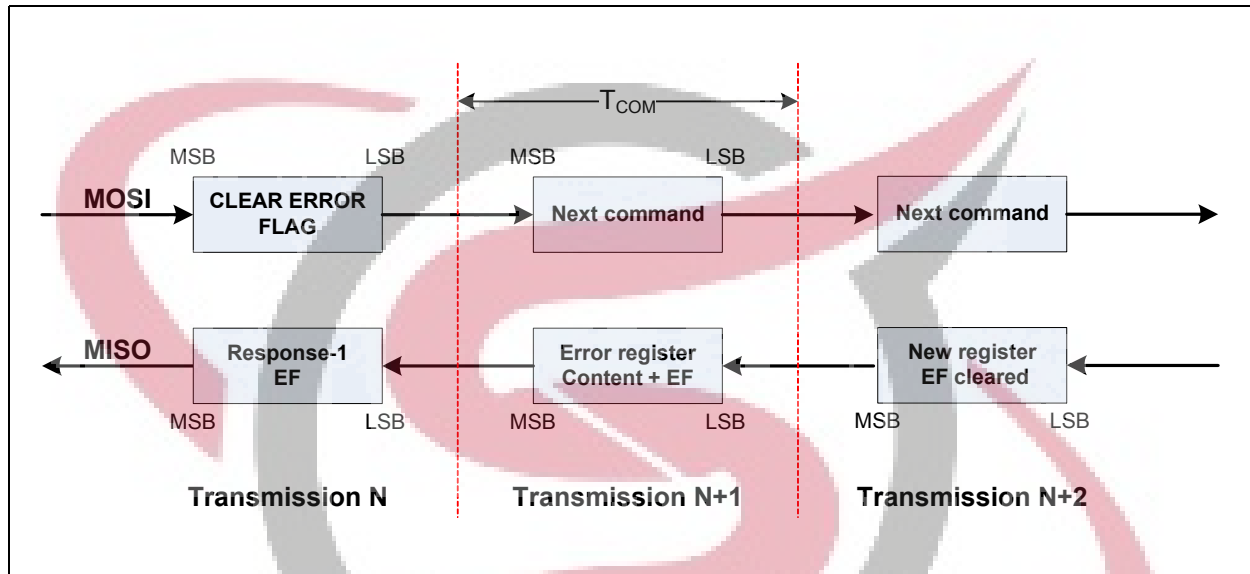 TCOM
MSB LSB MSB LSB
MOSI
CLEAR ERROR
FLAG
Next command
Next command
MISO
Response-1
EF
Error register
Content + EF
New register
EF cleared
MSB LSB MSB LSB MSB LSB
Transmission N Transmission N+1 Transmission N+2